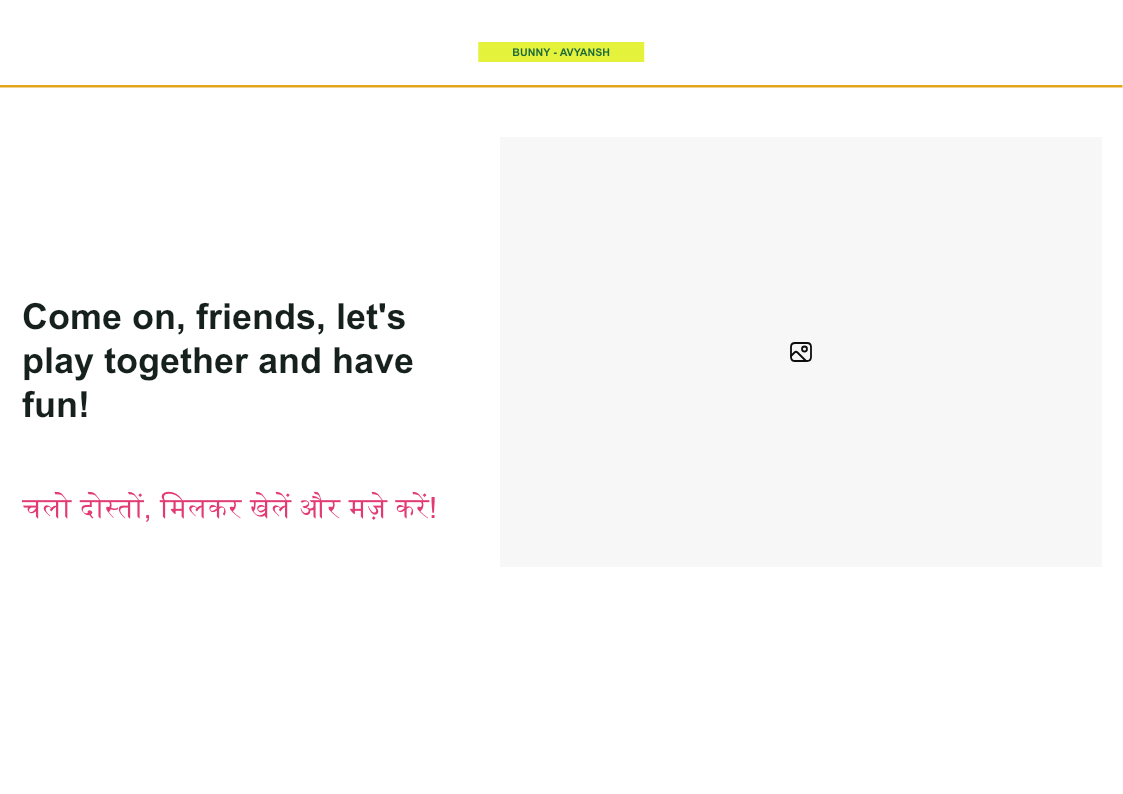 BUNNY - AVYANSH
Come on, friends, let's
play together and have
fun!
चलो दोस्तों, मिलकर खेलें और मज़े करें!